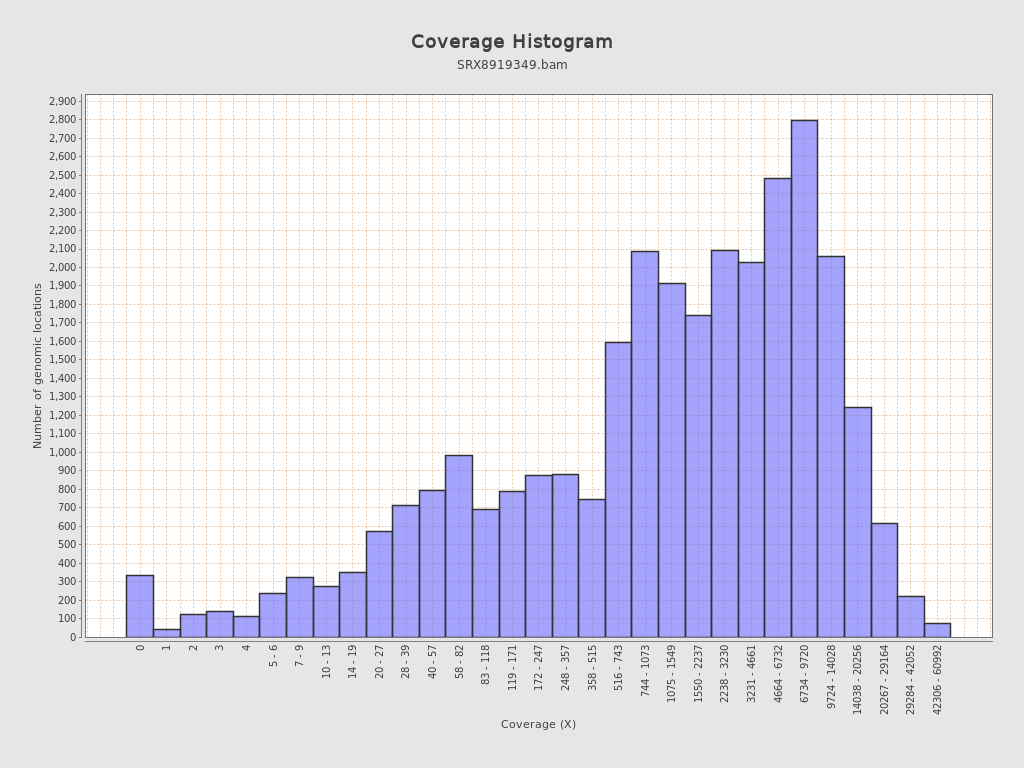 Coverage Histogram
SRX8919349.bam
Number of genomic locations
2,900
2,800
2,700
2,600
2,500
2,400
2,300
2,200
2,100
2,000
1,900
1,800
1,700
1,600
1,500
1,400
1,300
1,200
1,100
1,000
900
800
700
600
500
400
300
200
100
0
0
1
2
3
4
5 - 6
7 - 9
10 - 13
14 - 19
20 - 27
28 - 39
40 - 57
58 - 82
83 - 118
119 - 171
172 - 247
248 - 357
358 - 515
516 - 743
744 - 1073
1075 - 1549
1550 - 2237
2238 - 3230
3231 - 4661
4664 - 6732
6734 - 9720
9724 - 14028
14038 - 20256
20267 - 29164
29284 - 42052
42306 - 60992
Coverage (X)